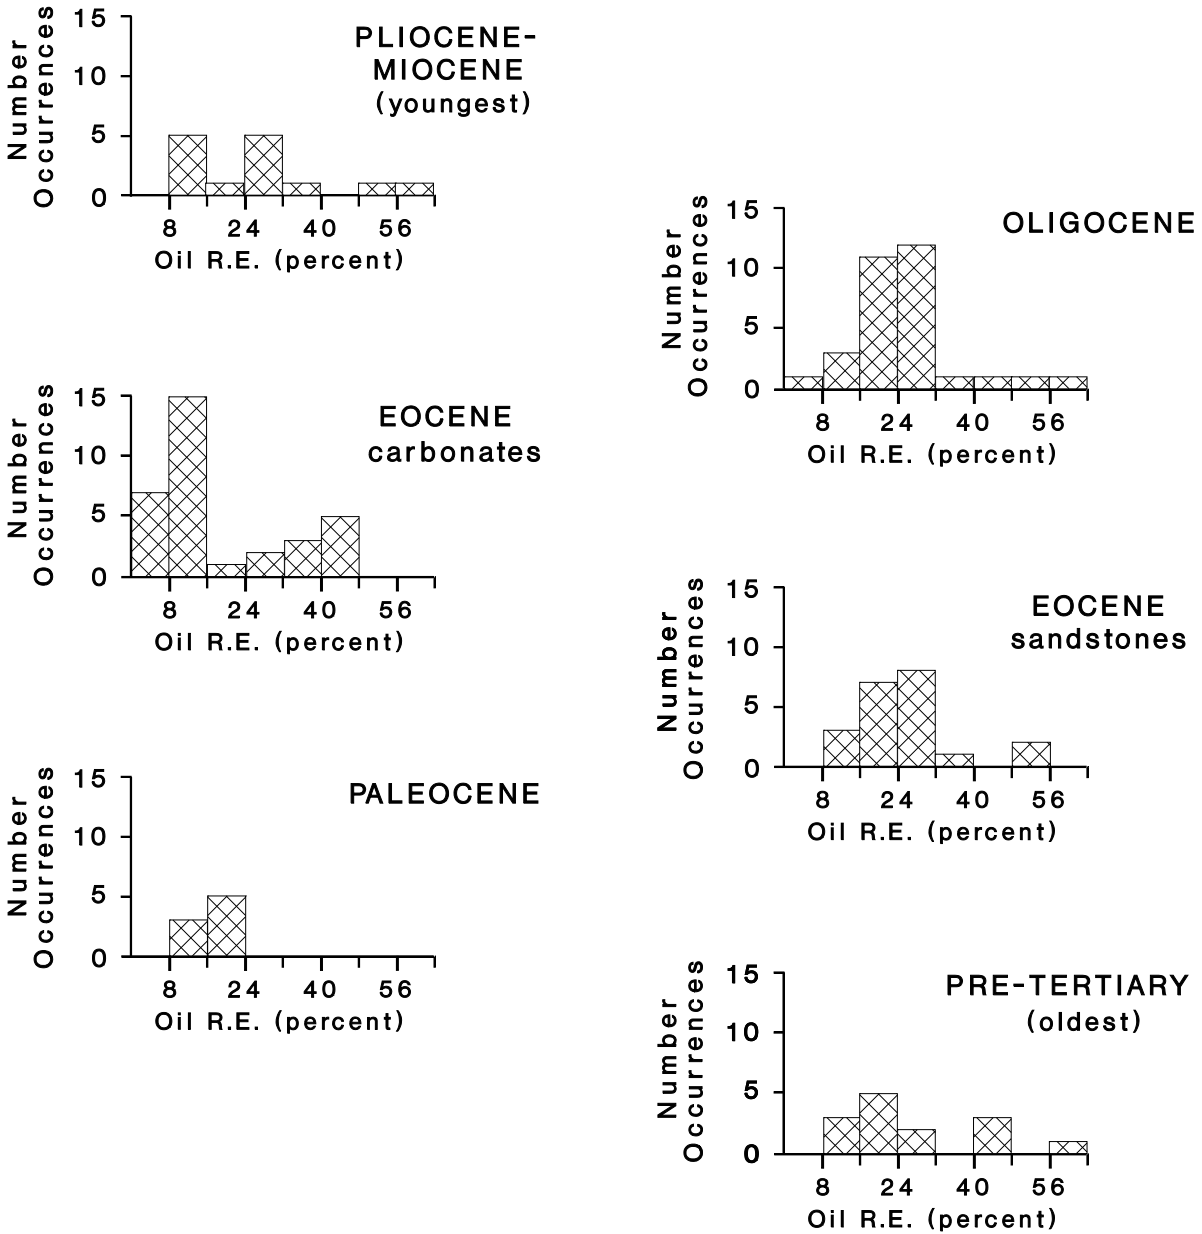 PLIOCENE-
MIOCENE
(youngest)
Number
Occurrences
15
10
5
0
8 24 40 56
Oil R.E. (percent)
OLIGOCENE
Number
Occurrences
15
10
5
0
8 24 40 56
Oil R.E. (percent)
EOCENE
carbonates
Number
Occurrences
15
10
5
0
8 24 40 56
Oil R.E. (percent)
EOCENE
sandstones
Number
Occurrences
15
10
5
0
8 24 40 56
Oil R.E. (percent)
PALEOCENE
Number
Occurrences
15
10
5
0
8 24 40 56
Oil R.E. (percent)
PRE-TERTIARY
(oldest)
Number
Occurrences
15
10
5
0
8 24 40 56
Oil R.E. (percent)